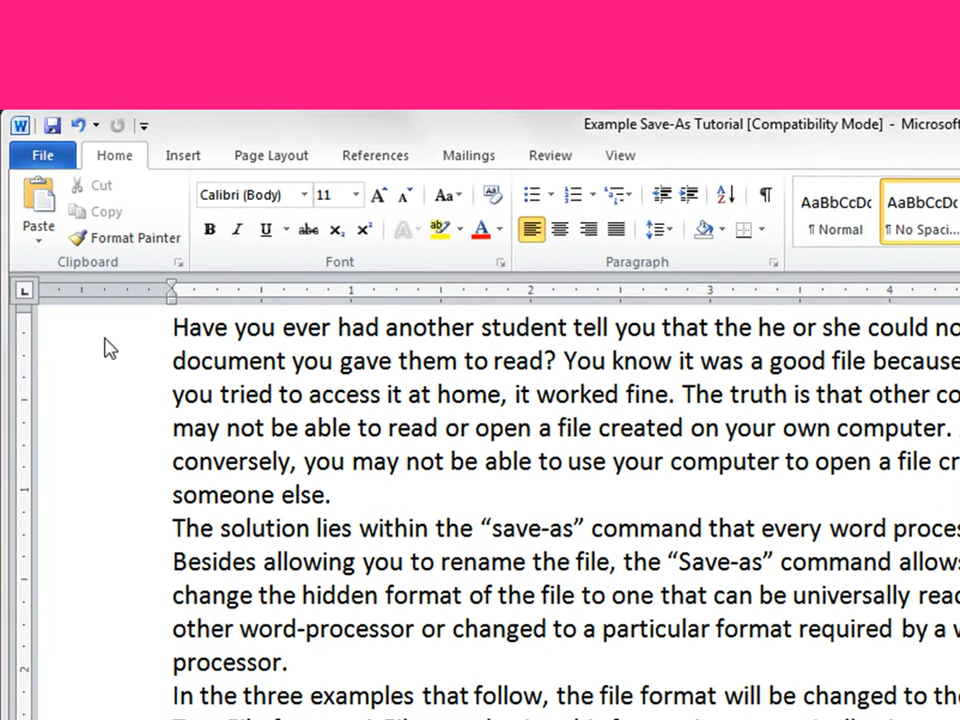 Example Save-As Tutorial [Compatibility Mode] - Microsoft
File Home Insert Page Layout References Mailings Review View
Paste
Cut
Copy
Format Painter
Calibri (Body) 11
AaBbCcDc AaBbCcDc
¶ Normal ¶ No Spaci...
Clipboard Font Paragraph
1 2 3 4
Have you ever had another student tell you that the he or she could
document you gave them to read? You know it was a good file because
you tried to access it at home, it worked fine. The truth is that other
may not be able to read or open a file created on your own computer.
conversely, you may not be able to use your computer to open a file
someone else.
The solution lies within the “save-as” command that every word
Besides allowing you to rename the file, the “Save-as” command
change the hidden format of the file to one that can be universally
other word-processor or changed to a particular format required by a
processor.
In the three examples that follow, the file format will be changed to